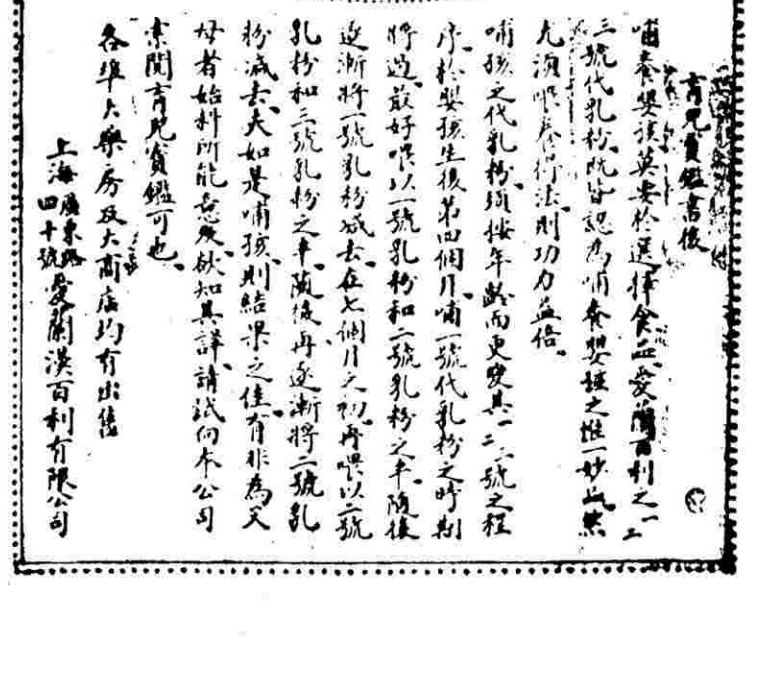 育兒寶鑑書後
哺養嬰孩莫要於選擇食品、愛蘭百利之一二
三號代乳粉、既皆認為哺養嬰孩之惟一妙品、然
尤須喂養得法、則功力益倍。
哺孩之代乳粉、須按年齡而更變其一二三號之程
序、於嬰孩生後第四個月、哺一號代乳粉之時期
將過、最好喂以一號乳粉和二號乳粉之半、隨後
逐漸將一號乳粉減去、在七個月之初、再喂以二號
乳粉和三號乳粉之半、隨後再逐漸將二號乳
粉減去、夫如是哺孩、則結果之佳、有非為父
母者始料所能意及、欲知其詳、請試向本公司
索閱育兒寶鑑可也、
各埠大藥房及大商店均有出售
上海廣東路四十號愛蘭漢百利有限公司